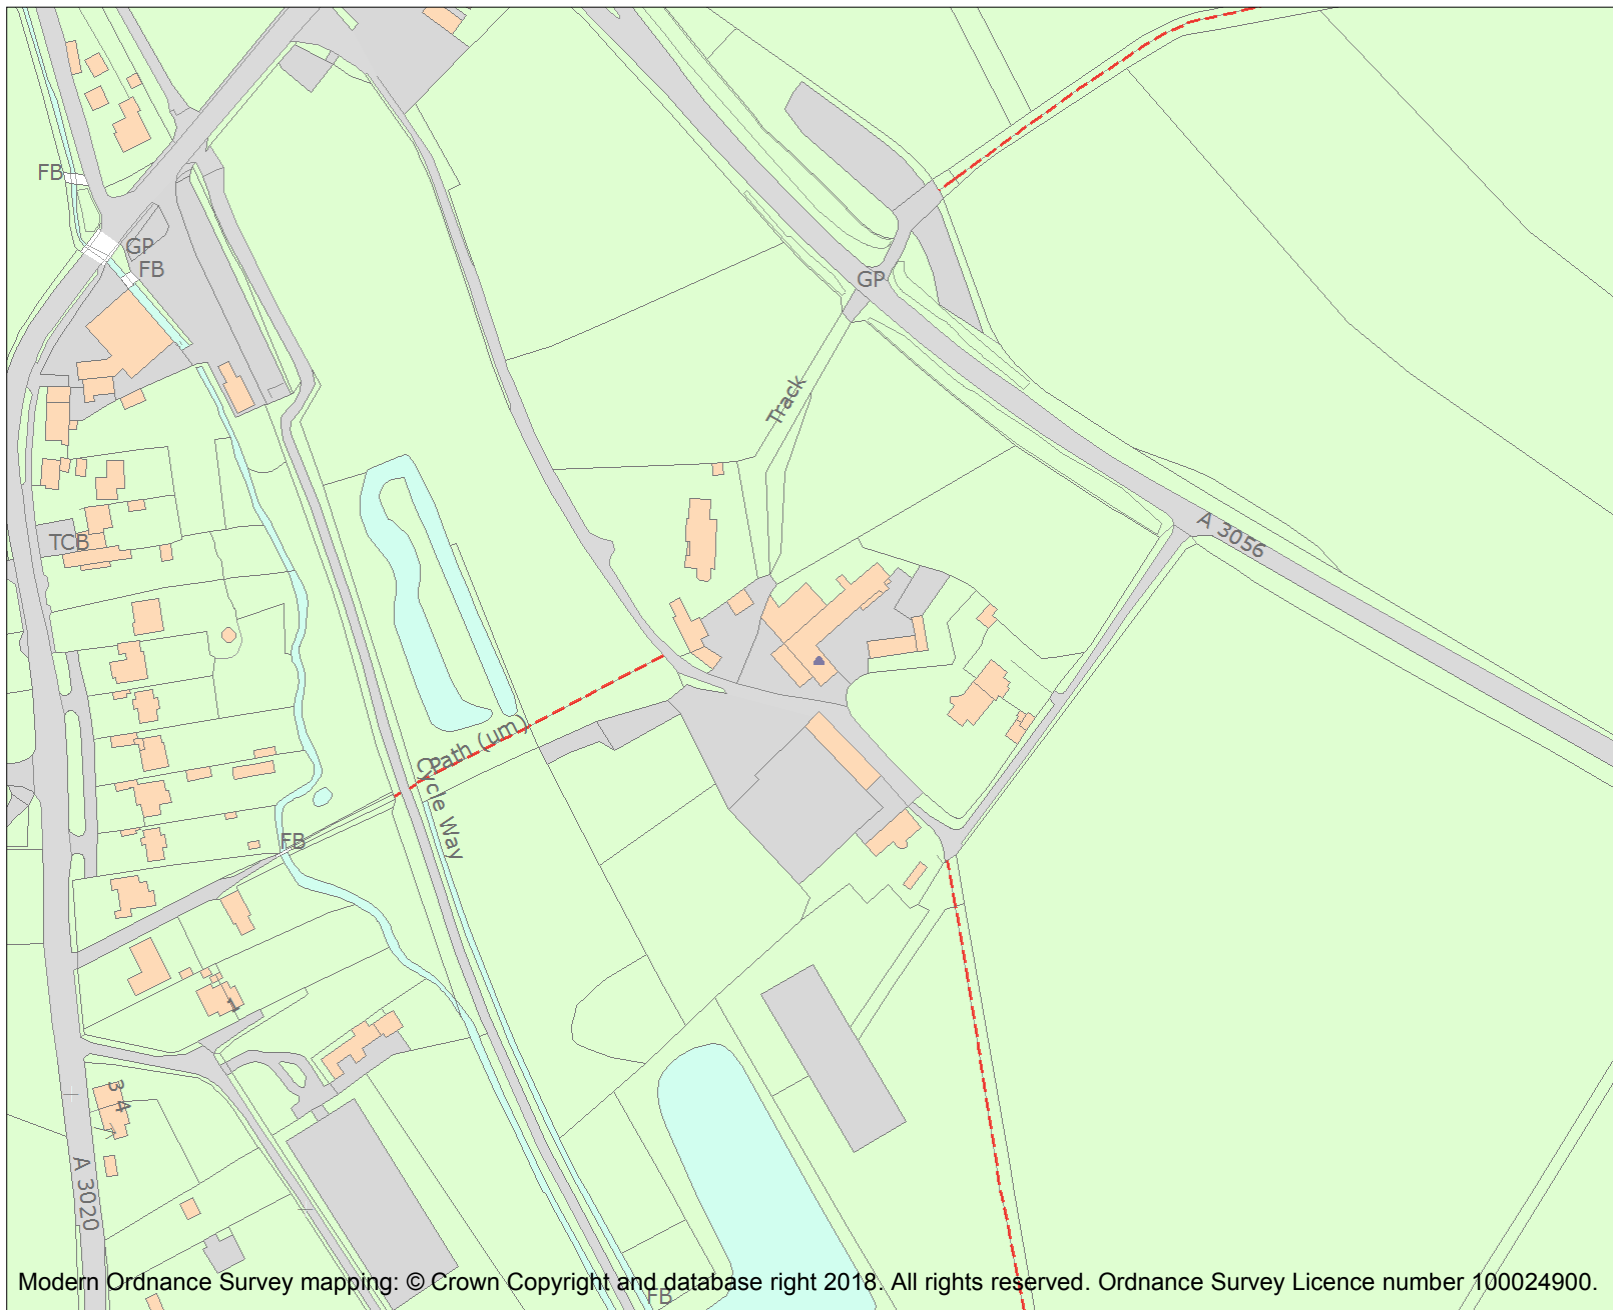 FB
GP
FB
GP
Track
A 3056
TCB
Path (um)
Cycle Way
FB
1
3 4
A 3020
FB
Modern Ordnance Survey mapping: © Crown Copyright and database right 2018. All rights reserved. Ordnance Survey Licence number 100024900.